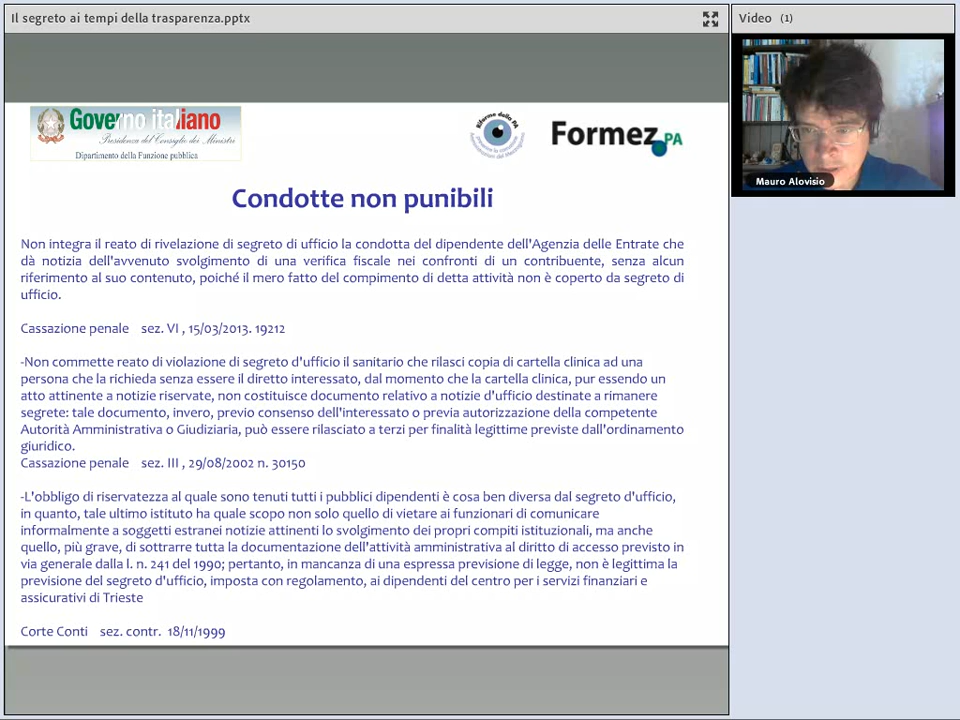 Il segreto ai tempi della trasparenza.pptx
Video (1)
Governo italiano
Presidenza del Consiglio dei Ministri
Dipartimento della Funzione pubblica
Riforma della PA
Formez PA
Mauro Alovisio
Condotte non punibili
Non integra il reato di rivelazione di segreto di ufficio la condotta del dipendente dell'Agenzia delle Entrate che
dà notizia dell'avvenuto svolgimento di una verifica fiscale nei confronti di un contribuente, senza alcun
riferimento al suo contenuto, poiché il mero fatto del compimento di detta attività non è coperto da segreto di
ufficio.
Cassazione penale sez. VI , 15/03/2013. 19212
-Non commette reato di violazione di segreto d'ufficio il sanitario che rilasci copia di cartella clinica ad una
persona che la richieda senza essere il diretto interessato, dal momento che la cartella clinica, pur essendo un
atto attinente a notizie riservate, non costituisce documento relativo a notizie d'ufficio destinate a rimanere
segrete: tale documento, invero, previo consenso dell'interessato o previa autorizzazione della competente
Autorità Amministrativa o Giudiziaria, può essere rilasciato a terzi per finalità legittime previste dall'ordinamento
giuridico.
Cassazione penale sez. III , 29/08/2002 n. 30150
-L'obbligo di riservatezza al quale sono tenuti tutti i pubblici dipendenti è cosa ben diversa dal segreto d'ufficio,
in quanto, tale ultimo istituto ha quale scopo non solo quello di vietare ai funzionari di comunicare
informalmente a soggetti estranei notizie attinenti lo svolgimento dei propri compiti istituzionali, ma anche
quello, più grave, di sottrarre tutta la documentazione dell'attività amministrativa al diritto di accesso previsto in
via generale dalla l. n. 241 del 1990; pertanto, in mancanza di una espressa previsione di legge, non è legittima la
previsione del segreto d'ufficio, imposta con regolamento, ai dipendenti del centro per i servizi finanziari e
assicurativi di Trieste
Corte Conti sez. contr. 18/11/1999